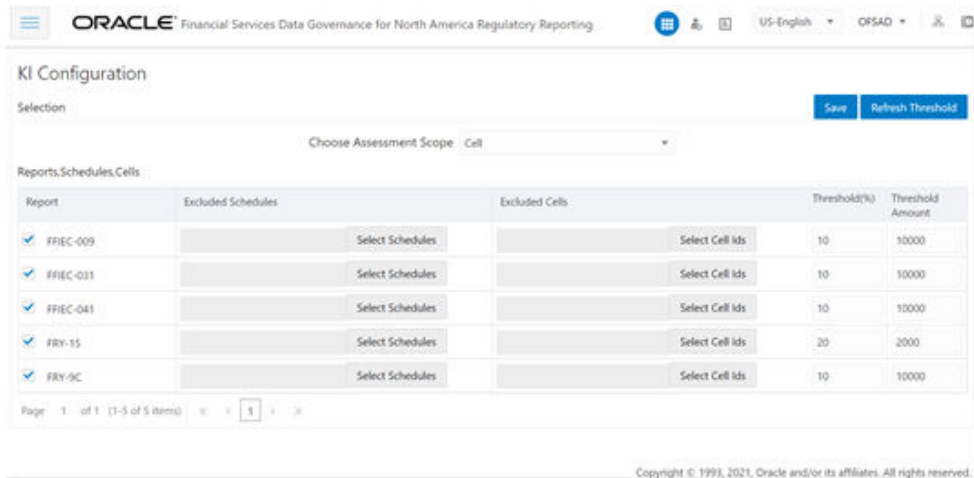 ORACLE® Financial Services Data Governance for North America Regulatory Reporting US-English OFSAD
KI Configuration
Selection Save Refresh Threshold
Choose Assessment Scope Cell
Reports,Schedules,Cells
Report Excluded Schedules Excluded Cells Threshold(%) Threshold Amount
FFIEC-009 Select Schedules Select Cell Ids 10 10000
FFIEC-031 Select Schedules Select Cell Ids 10 10000
FFIEC-041 Select Schedules Select Cell Ids 10 10000
FRY-15 Select Schedules Select Cell Ids 20 2000
FRY-9C Select Schedules Select Cell Ids 10 10000
Page 1 of 1 (1-5 of 5 items) 1
Copyright © 1993, 2021, Oracle and/or its affiliates. All rights reserved.